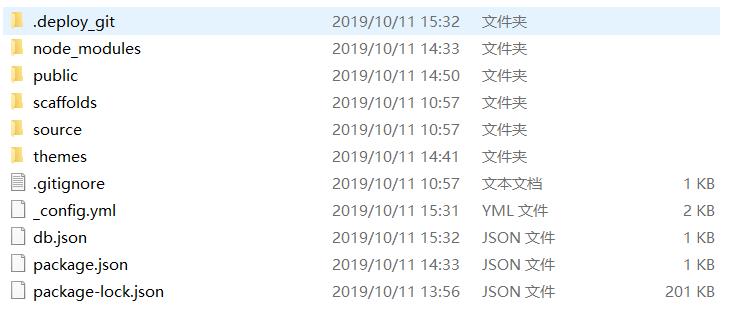 .deploy_git 2019/10/11 15:32 文件夹
node_modules 2019/10/11 14:33 文件夹
public 2019/10/11 14:50 文件夹
scaffolds 2019/10/11 10:57 文件夹
source 2019/10/11 10:57 文件夹
themes 2019/10/11 14:41 文件夹
.gitignore 2019/10/11 10:57 文本文档 1 KB
_config.yml 2019/10/11 15:31 YML 文件 2 KB
db.json 2019/10/11 15:32 JSON 文件 1 KB
package.json 2019/10/11 14:33 JSON 文件 1 KB
package-lock.json 2019/10/11 13:56 JSON 文件 201 KB